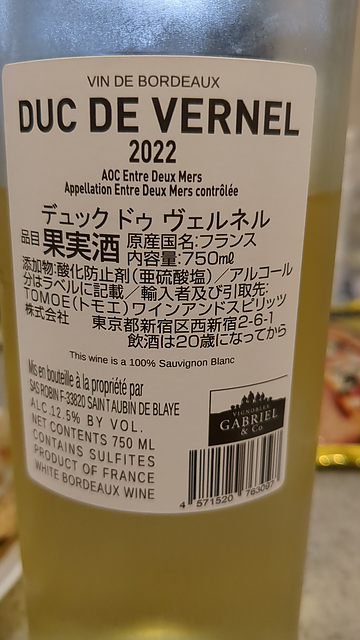 VIN DE BORDEAUX
DUC DE VERNEL
2022
AOC Entre Deux Mers
Appellation Entre Deux Mers contrôlée
デュック ドゥ ヴェルネル
品目 果実酒 原産国名:フランス
内容量:750㎖
添加物:酸化防止剤(亜硫酸塩)/アルコール
分はラベルに記載/輸入者及び引取先:
TOMOE(トモエ)ワインアンドスピリッツ
株式会社 東京都新宿区西新宿2-6-1
飲酒は20歳になってから
This wine is a 100% Sauvignon Blanc
Mis en bouteille à la propriété par
SAS ROBIN F-33820 SAINT AUBIN DE BLAYE
ALC.12.5% BY VOL.
NET CONTENTS 750 ML
CONTAINS SULFITES
PRODUCT OF FRANCE
WHITE BORDEAUX WINE
VIGNOBLES
GABRIEL
& Co
4 571520 763097